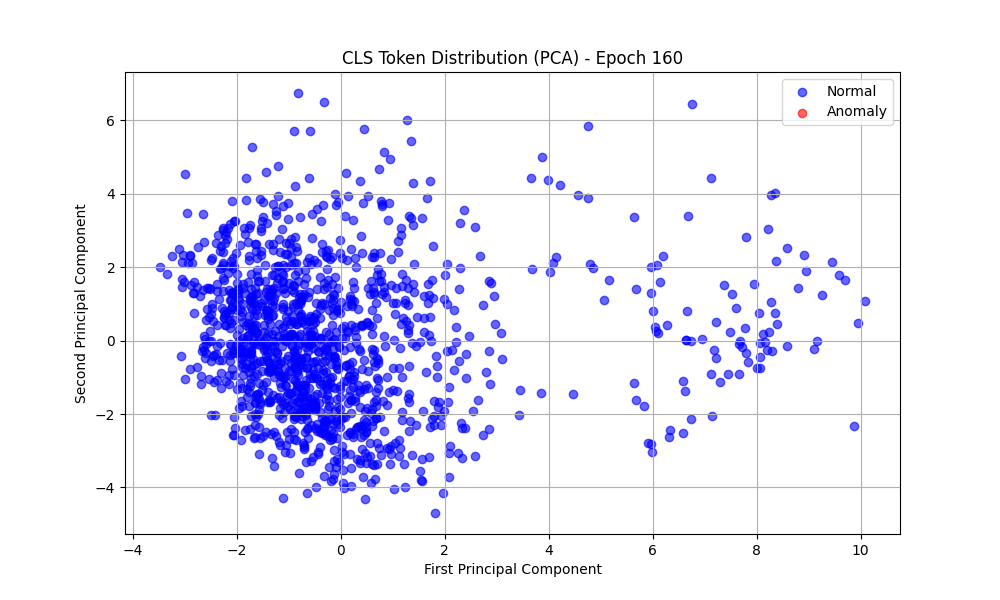 CLS Token Distribution (PCA) - Epoch 160
Normal
Anomaly
6
4
2
0
−2
−4
Second Principal Component
−4 −2 0 2 4 6 8 10
First Principal Component